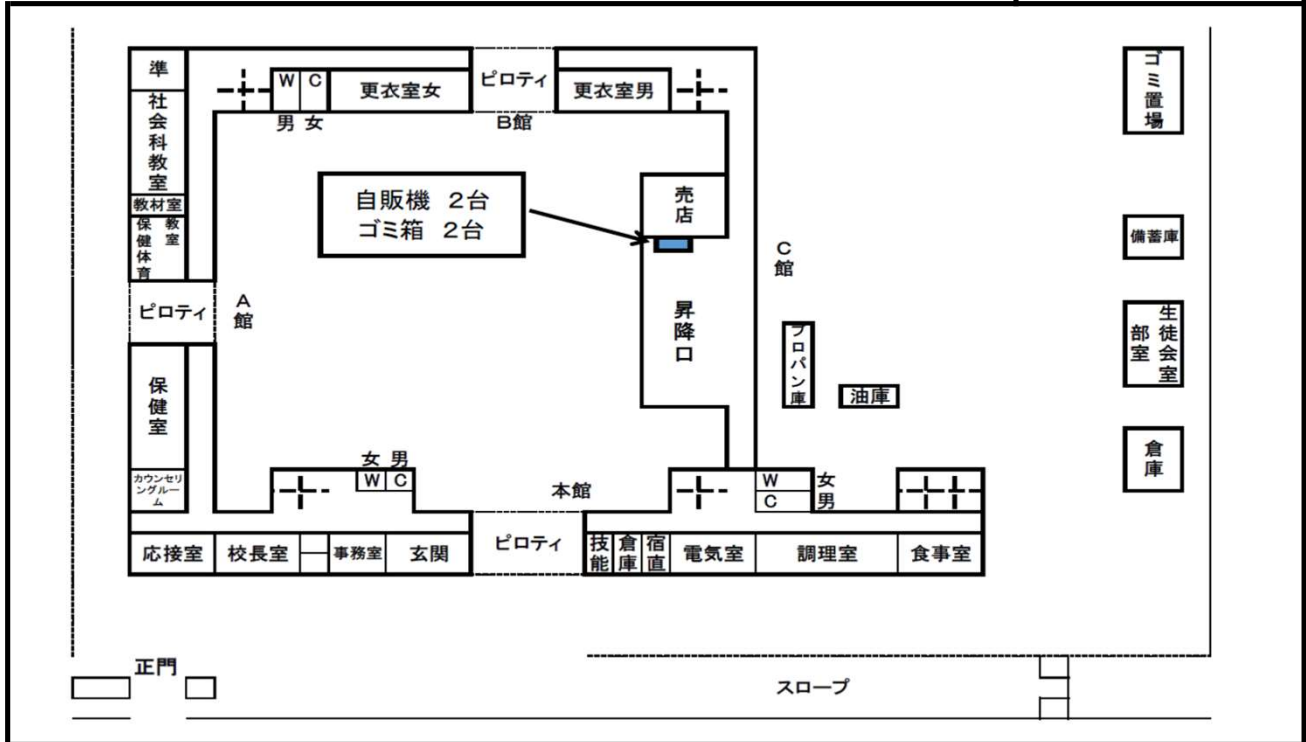 準
社会科教室
教材室
保健体育
教室
ピロティ
A館
保健室
カウンセリングルーム
W C
男 女
更衣室女
ピロティ
B館
更衣室男
自販機 2台
ゴミ箱 2台
売店
昇降口
C館
プロパン庫
油庫
ゴミ置場
備蓄庫
生徒会室
部室
倉庫
女 男
W C
本館
W 女
C 男
応接室
校長室
事務室
玄関
ピロティ
技能
倉庫
宿直
電気室
調理室
食事室
正門
スロープ